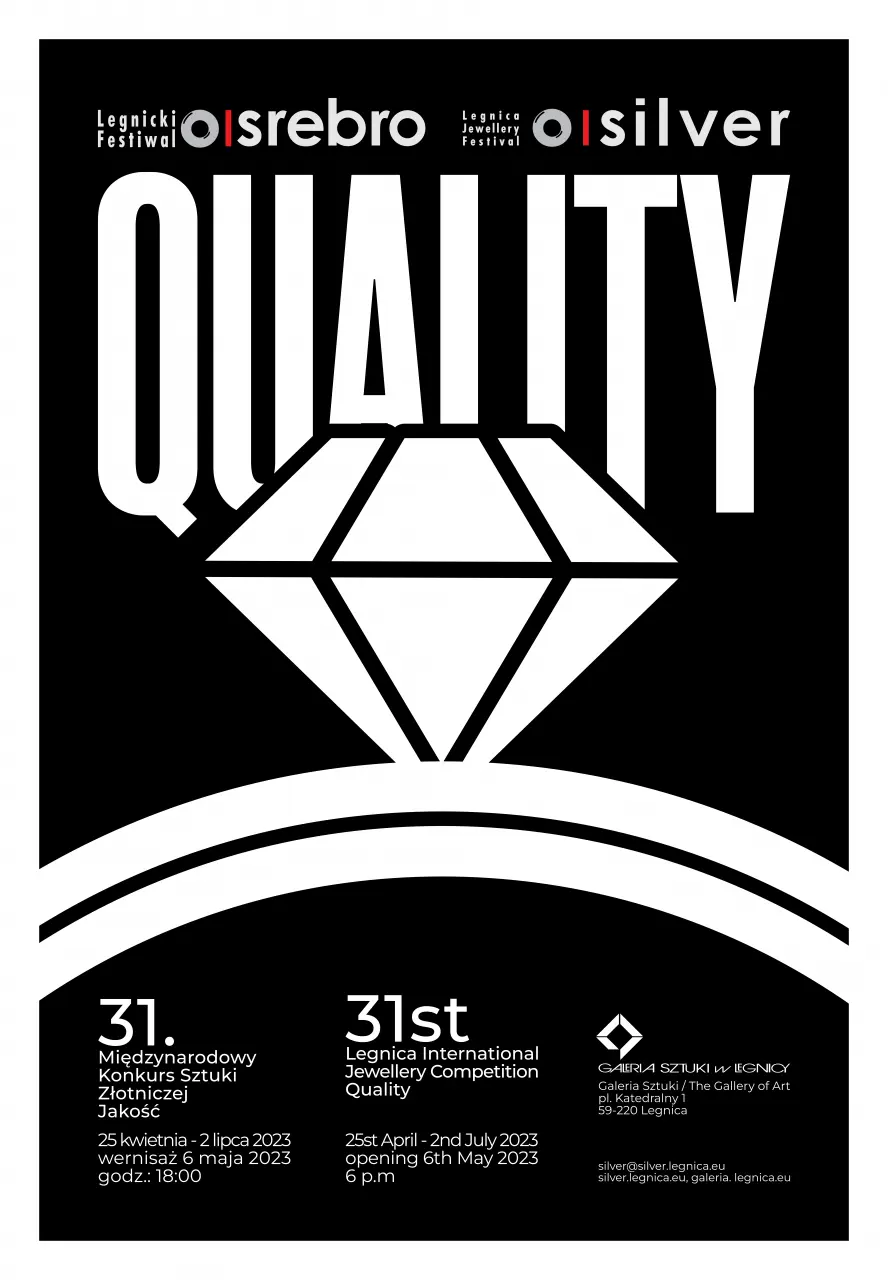 Legnicki
Festiwal
srebro
Legnica
Jewellery
Festival
silver
QUALITY
31.
Międzynarodowy
Konkurs Sztuki
Złotniczej
Jakość
25 kwietnia - 2 lipca 2023
wernisaż 6 maja 2023
godz.: 18:00
31st
Legnica International
Jewellery Competition
Quality
25st April - 2nd July 2023
opening 6th May 2023
6 p.m
GALERIA SZTUKI w LEGNICY
Galeria Sztuki / The Gallery of Art
pl. Katedralny 1
59-220 Legnica
silver@silver.legnica.eu
silver.legnica.eu, galeria. legnica.eu